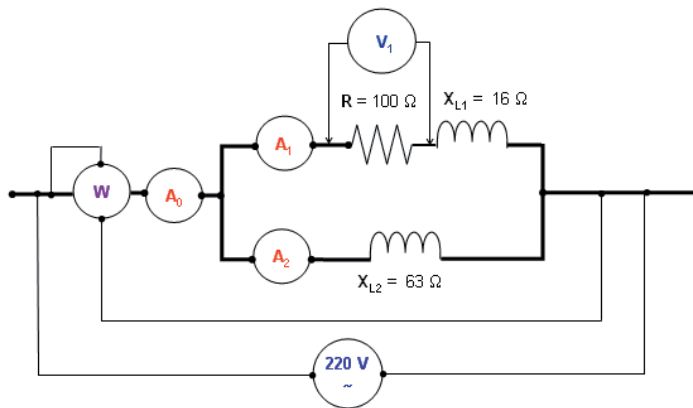 V1
R = 100 Ω
XL1 = 16 Ω
A1
W
A0
A2
XL2 = 63 Ω
220 V
~